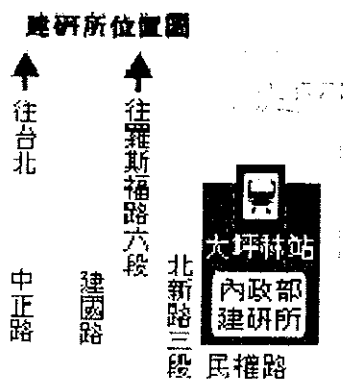 建研所位置圖
往台北
往羅斯福路六段
大坪林站
內政部
建研所
中正路
建國路
北新路三段
民權路